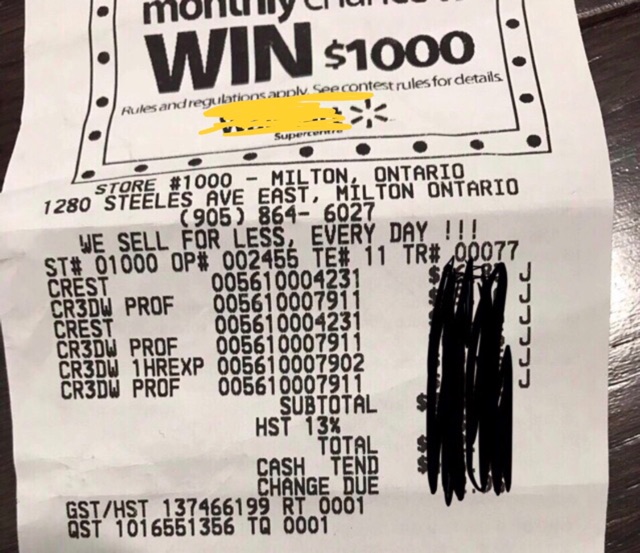 monthly chance
WIN $1000
Rules and regulations apply. See contest rules for details.
Supercentre
STORE #1000 - MILTON, ONTARIO
1280 STEELES AVE EAST, MILTON ONTARIO
(905) 864- 6027
WE SELL FOR LESS, EVERY DAY !!!
ST# 01000 OP# 002455 TE# 11 TR# 00077
CREST 005610004231 $ J
CR3DW PROF 005610007911 J
CREST 005610004231 J
CR3DW PROF 005610007911 J
CR3DW 1HREXP 005610007902 J
CR3DW PROF 005610007911 J
SUBTOTAL $
HST 13%
TOTAL $
CASH TEND $
CHANGE DUE
GST/HST 137466199 RT 0001
QST 1016551356 TQ 0001